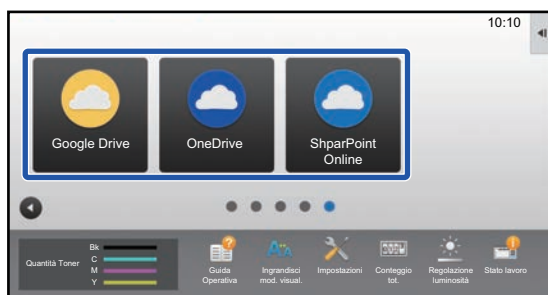 10:10
Google Drive
OneDrive
ShparPoint
Online
Quantità Toner
Bk
C
M
Y
Guida
Operativa
Ingrandisci
mod. visual.
Impostazioni
Conteggio
tot.
Regolazione
luminosità
Stato lavoro